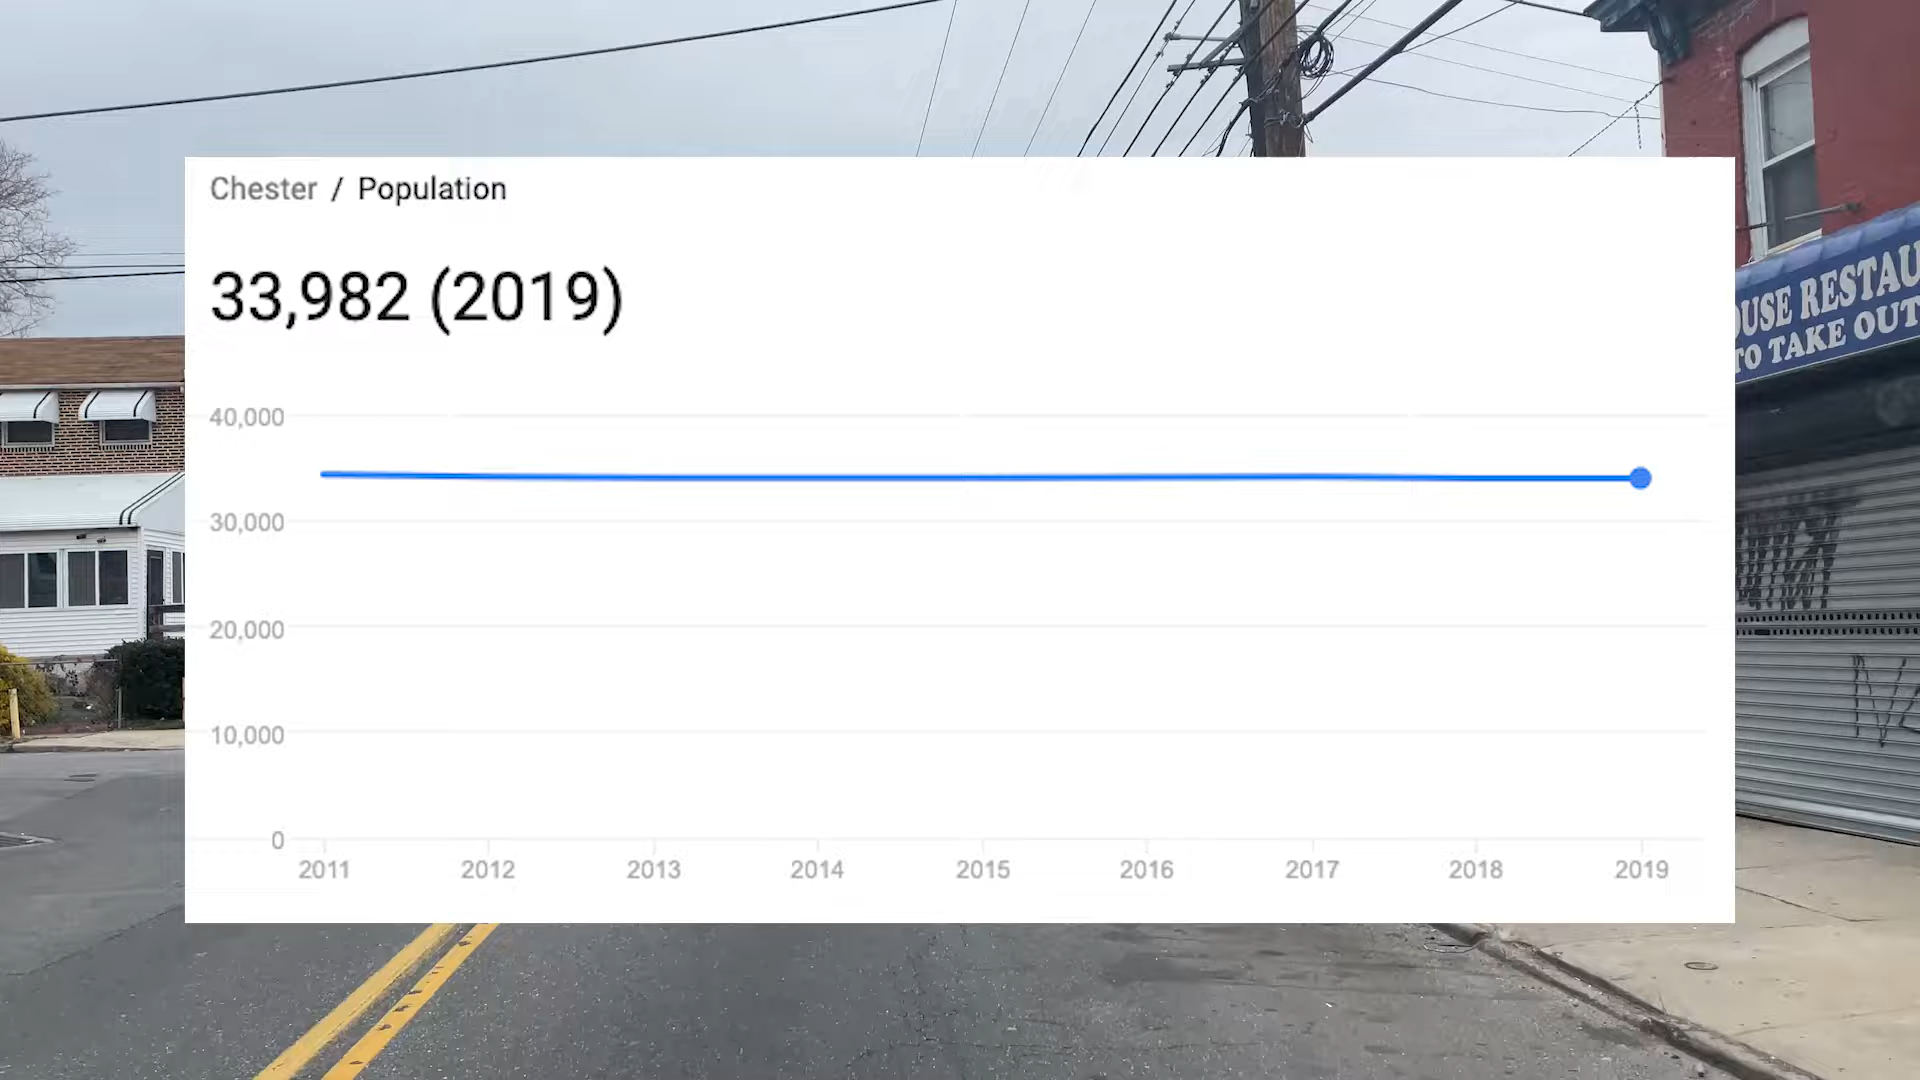 Chester / Population
33,982 (2019)
40,000
30,000
20,000
10,000
0
2011 2012 2013 2014 2015 2016 2017 2018 2019
RESTAU
TO TAKE OUT